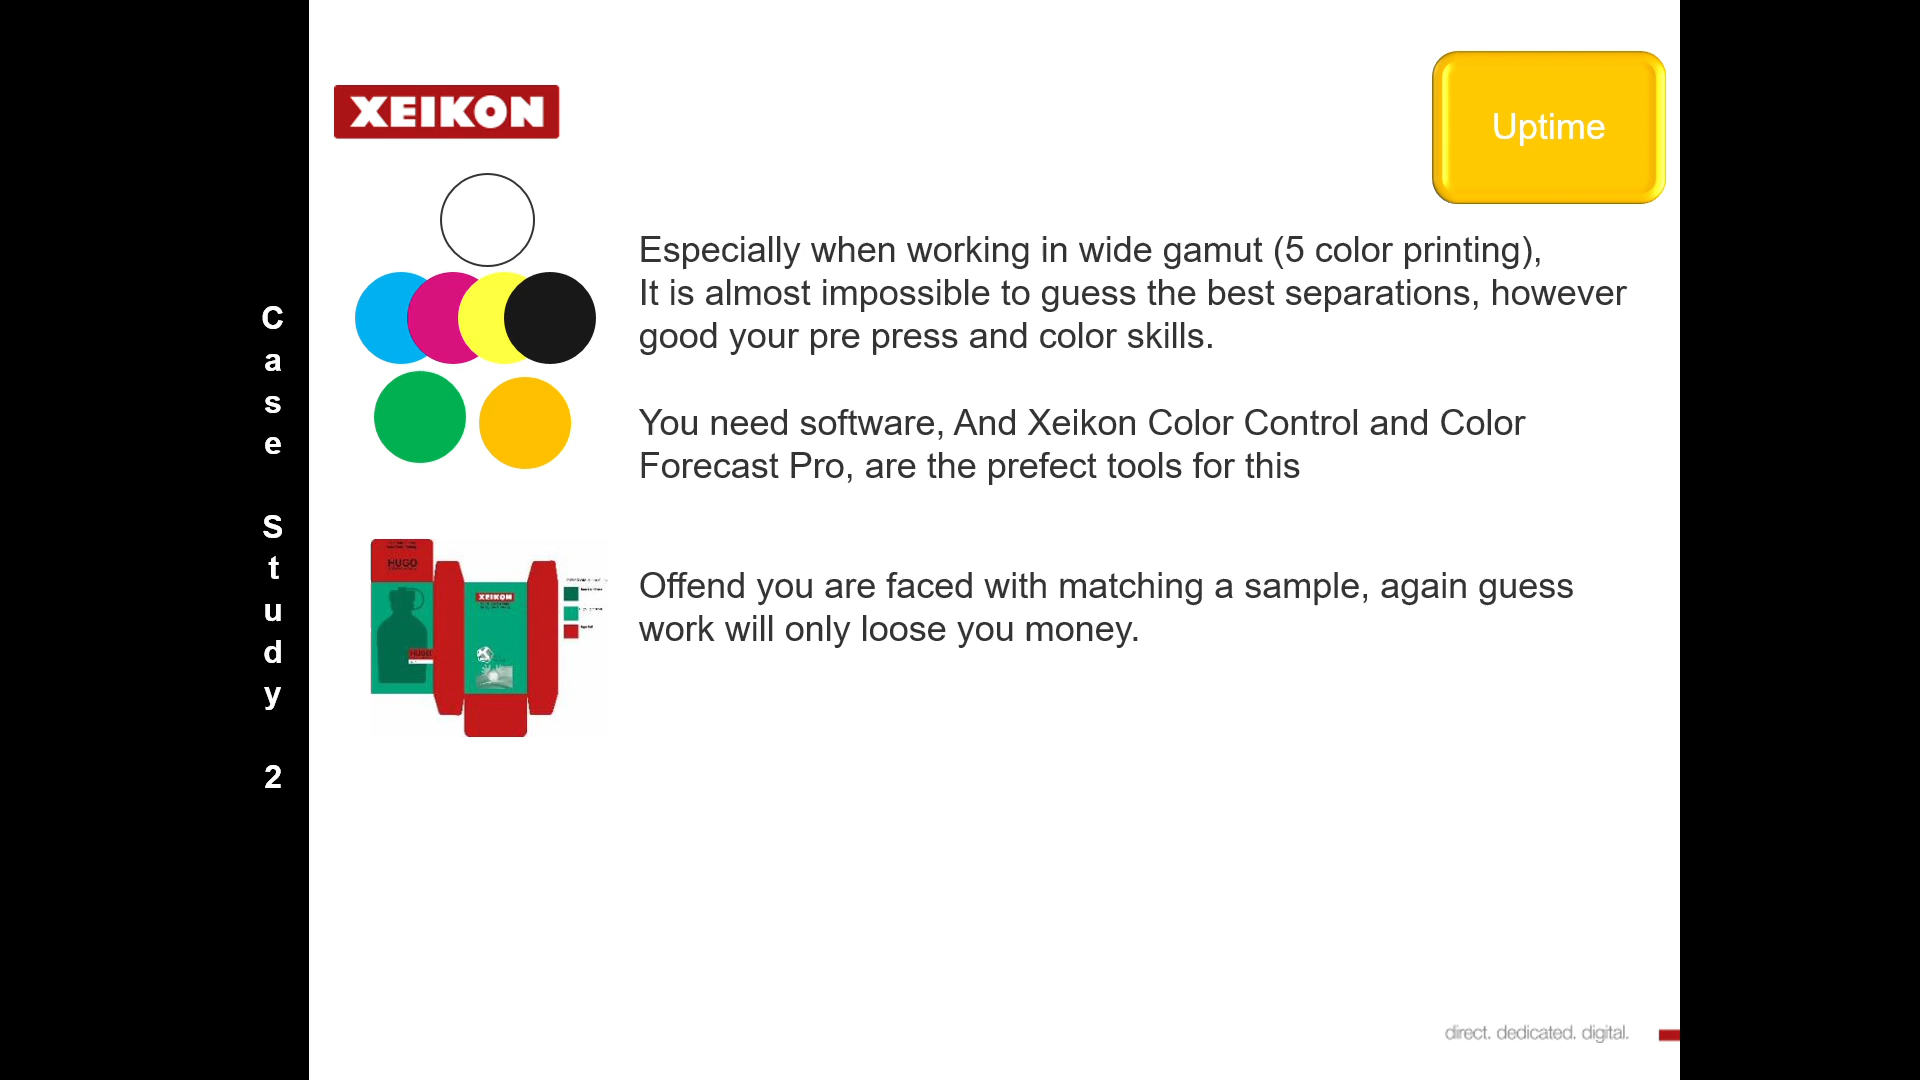 XEIKON
Uptime
Case Study 2
Especially when working in wide gamut (5 color printing),
It is almost impossible to guess the best separations, however
good your pre press and color skills.
You need software, And Xeikon Color Control and Color
Forecast Pro, are the prefect tools for this
HUGO
XEIKON
HUGO
Offend you are faced with matching a sample, again guess
work will only loose you money.
direct. dedicated. digital.